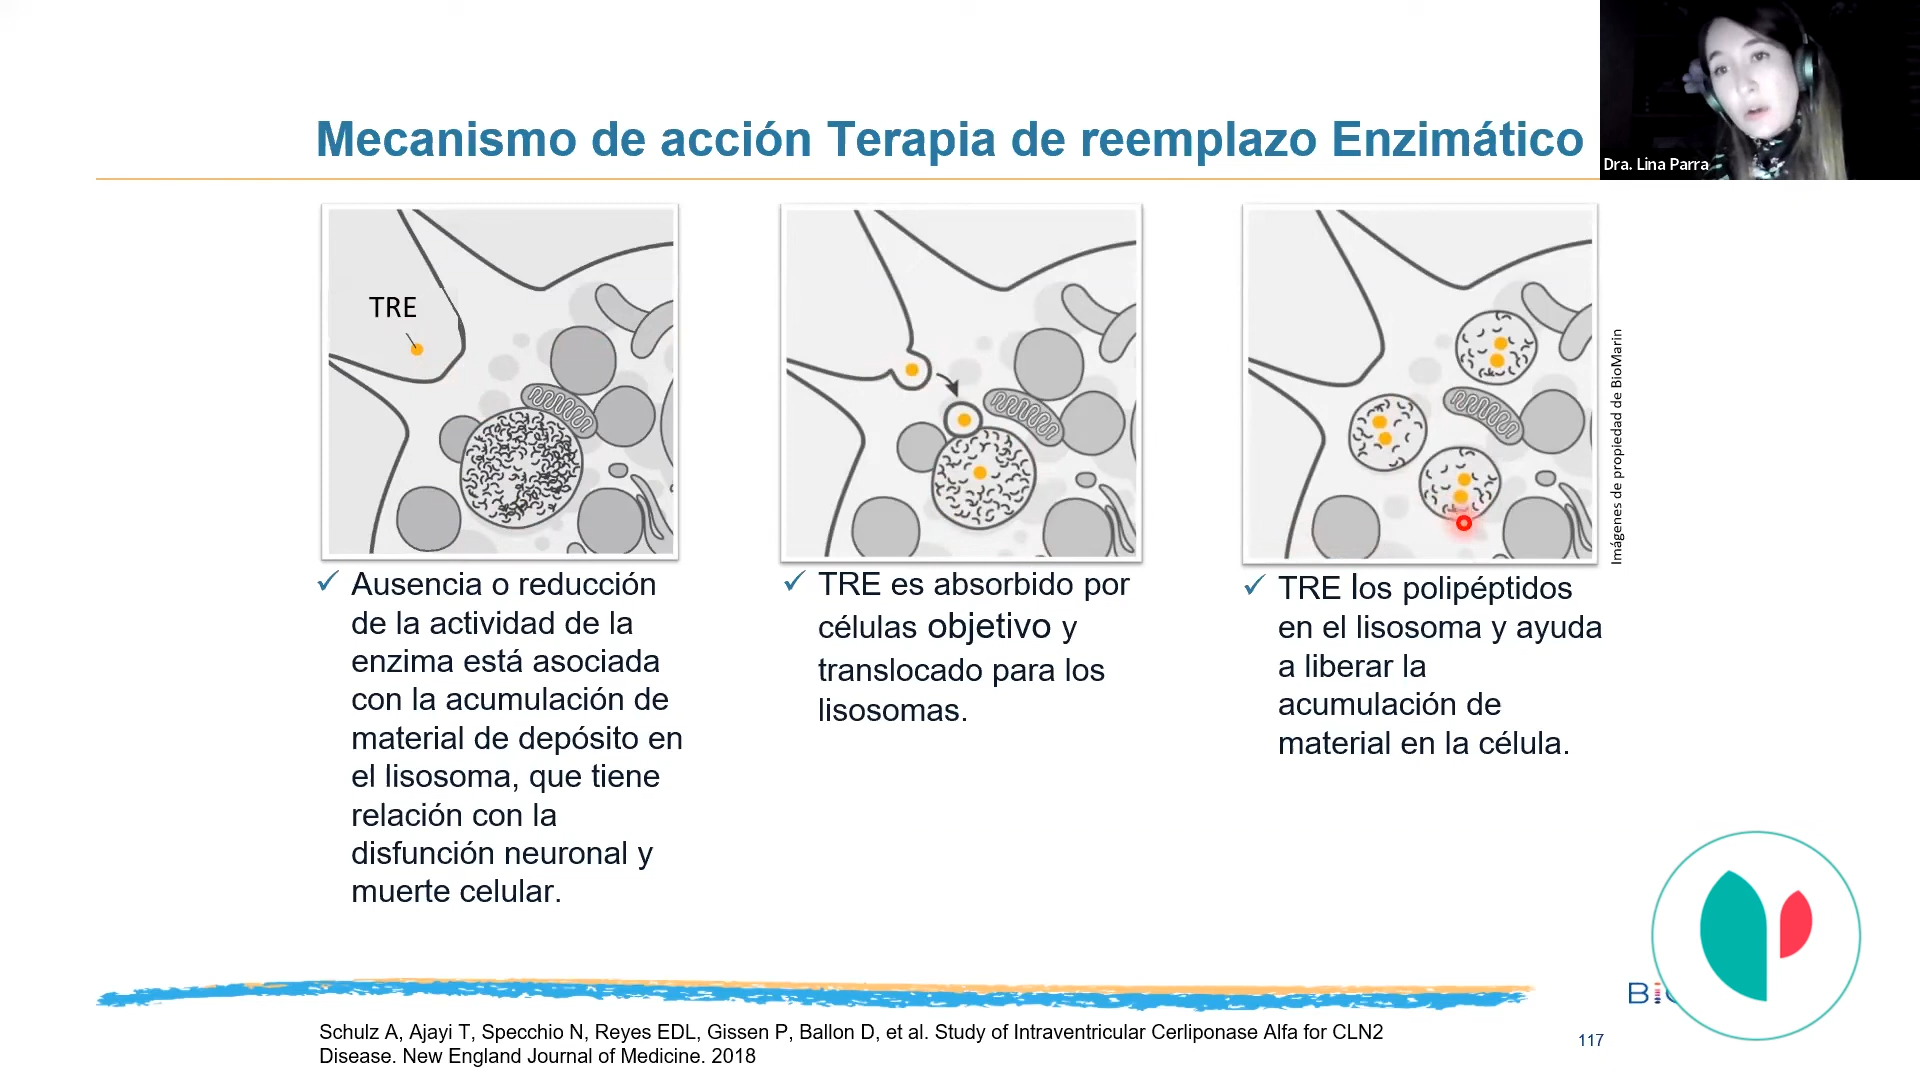 Mecanismo de acción Terapia de reemplazo Enzimático
Dra. Lina Parra
TRE
Imágenes de propiedad de BioMarin
Ausencia o reducción
de la actividad de la
enzima está asociada
con la acumulación de
material de depósito en
el lisosoma, que tiene
relación con la
disfunción neuronal y
muerte celular.
TRE es absorbido por
células objetivo y
translocado para los
lisosomas.
TRE los polipéptidos
en el lisosoma y ayuda
a liberar la
acumulación de
material en la célula.
Schulz A, Ajayi T, Specchio N, Reyes EDL, Gissen P, Ballon D, et al. Study of Intraventricular Cerliponase Alfa for CLN2
Disease. New England Journal of Medicine. 2018
117